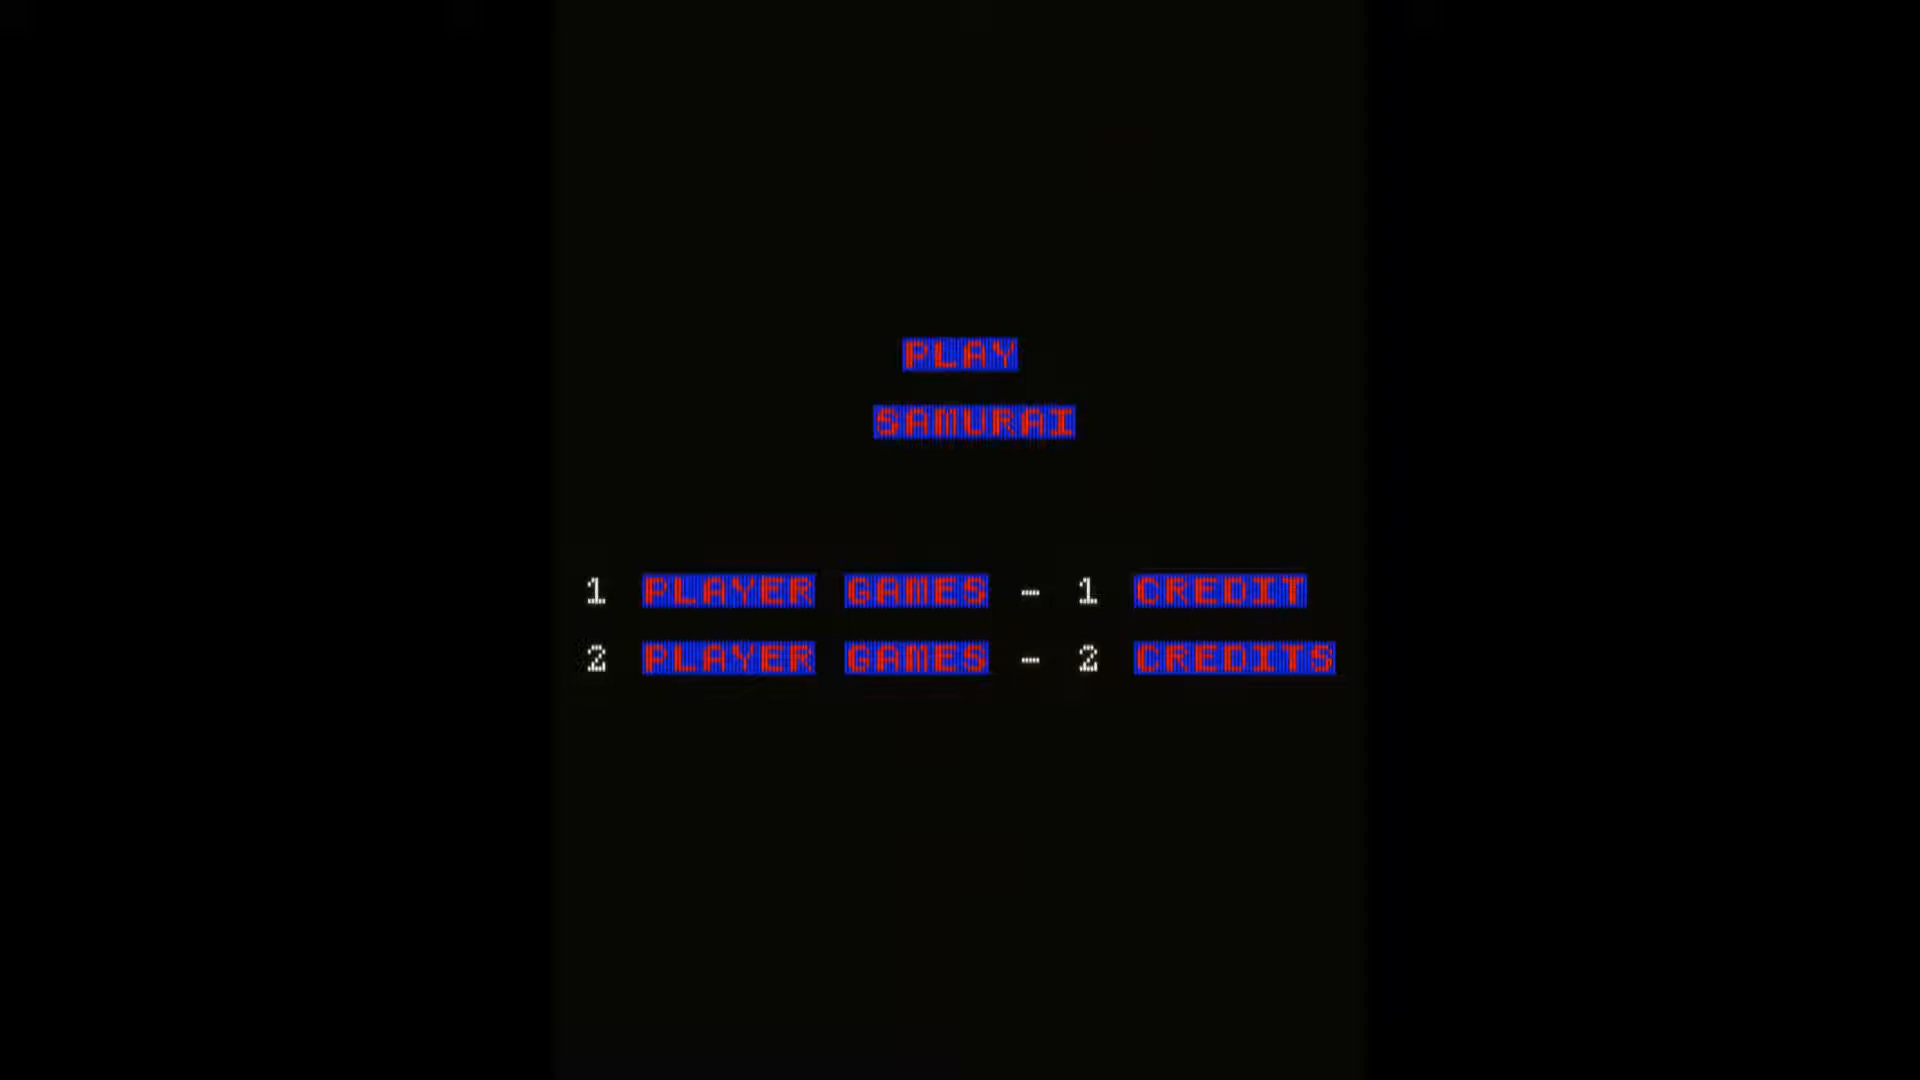 PLAY
SAMURAI
1 PLAYER GAMES - 1 CREDIT
2 PLAYER GAMES - 2 CREDITS